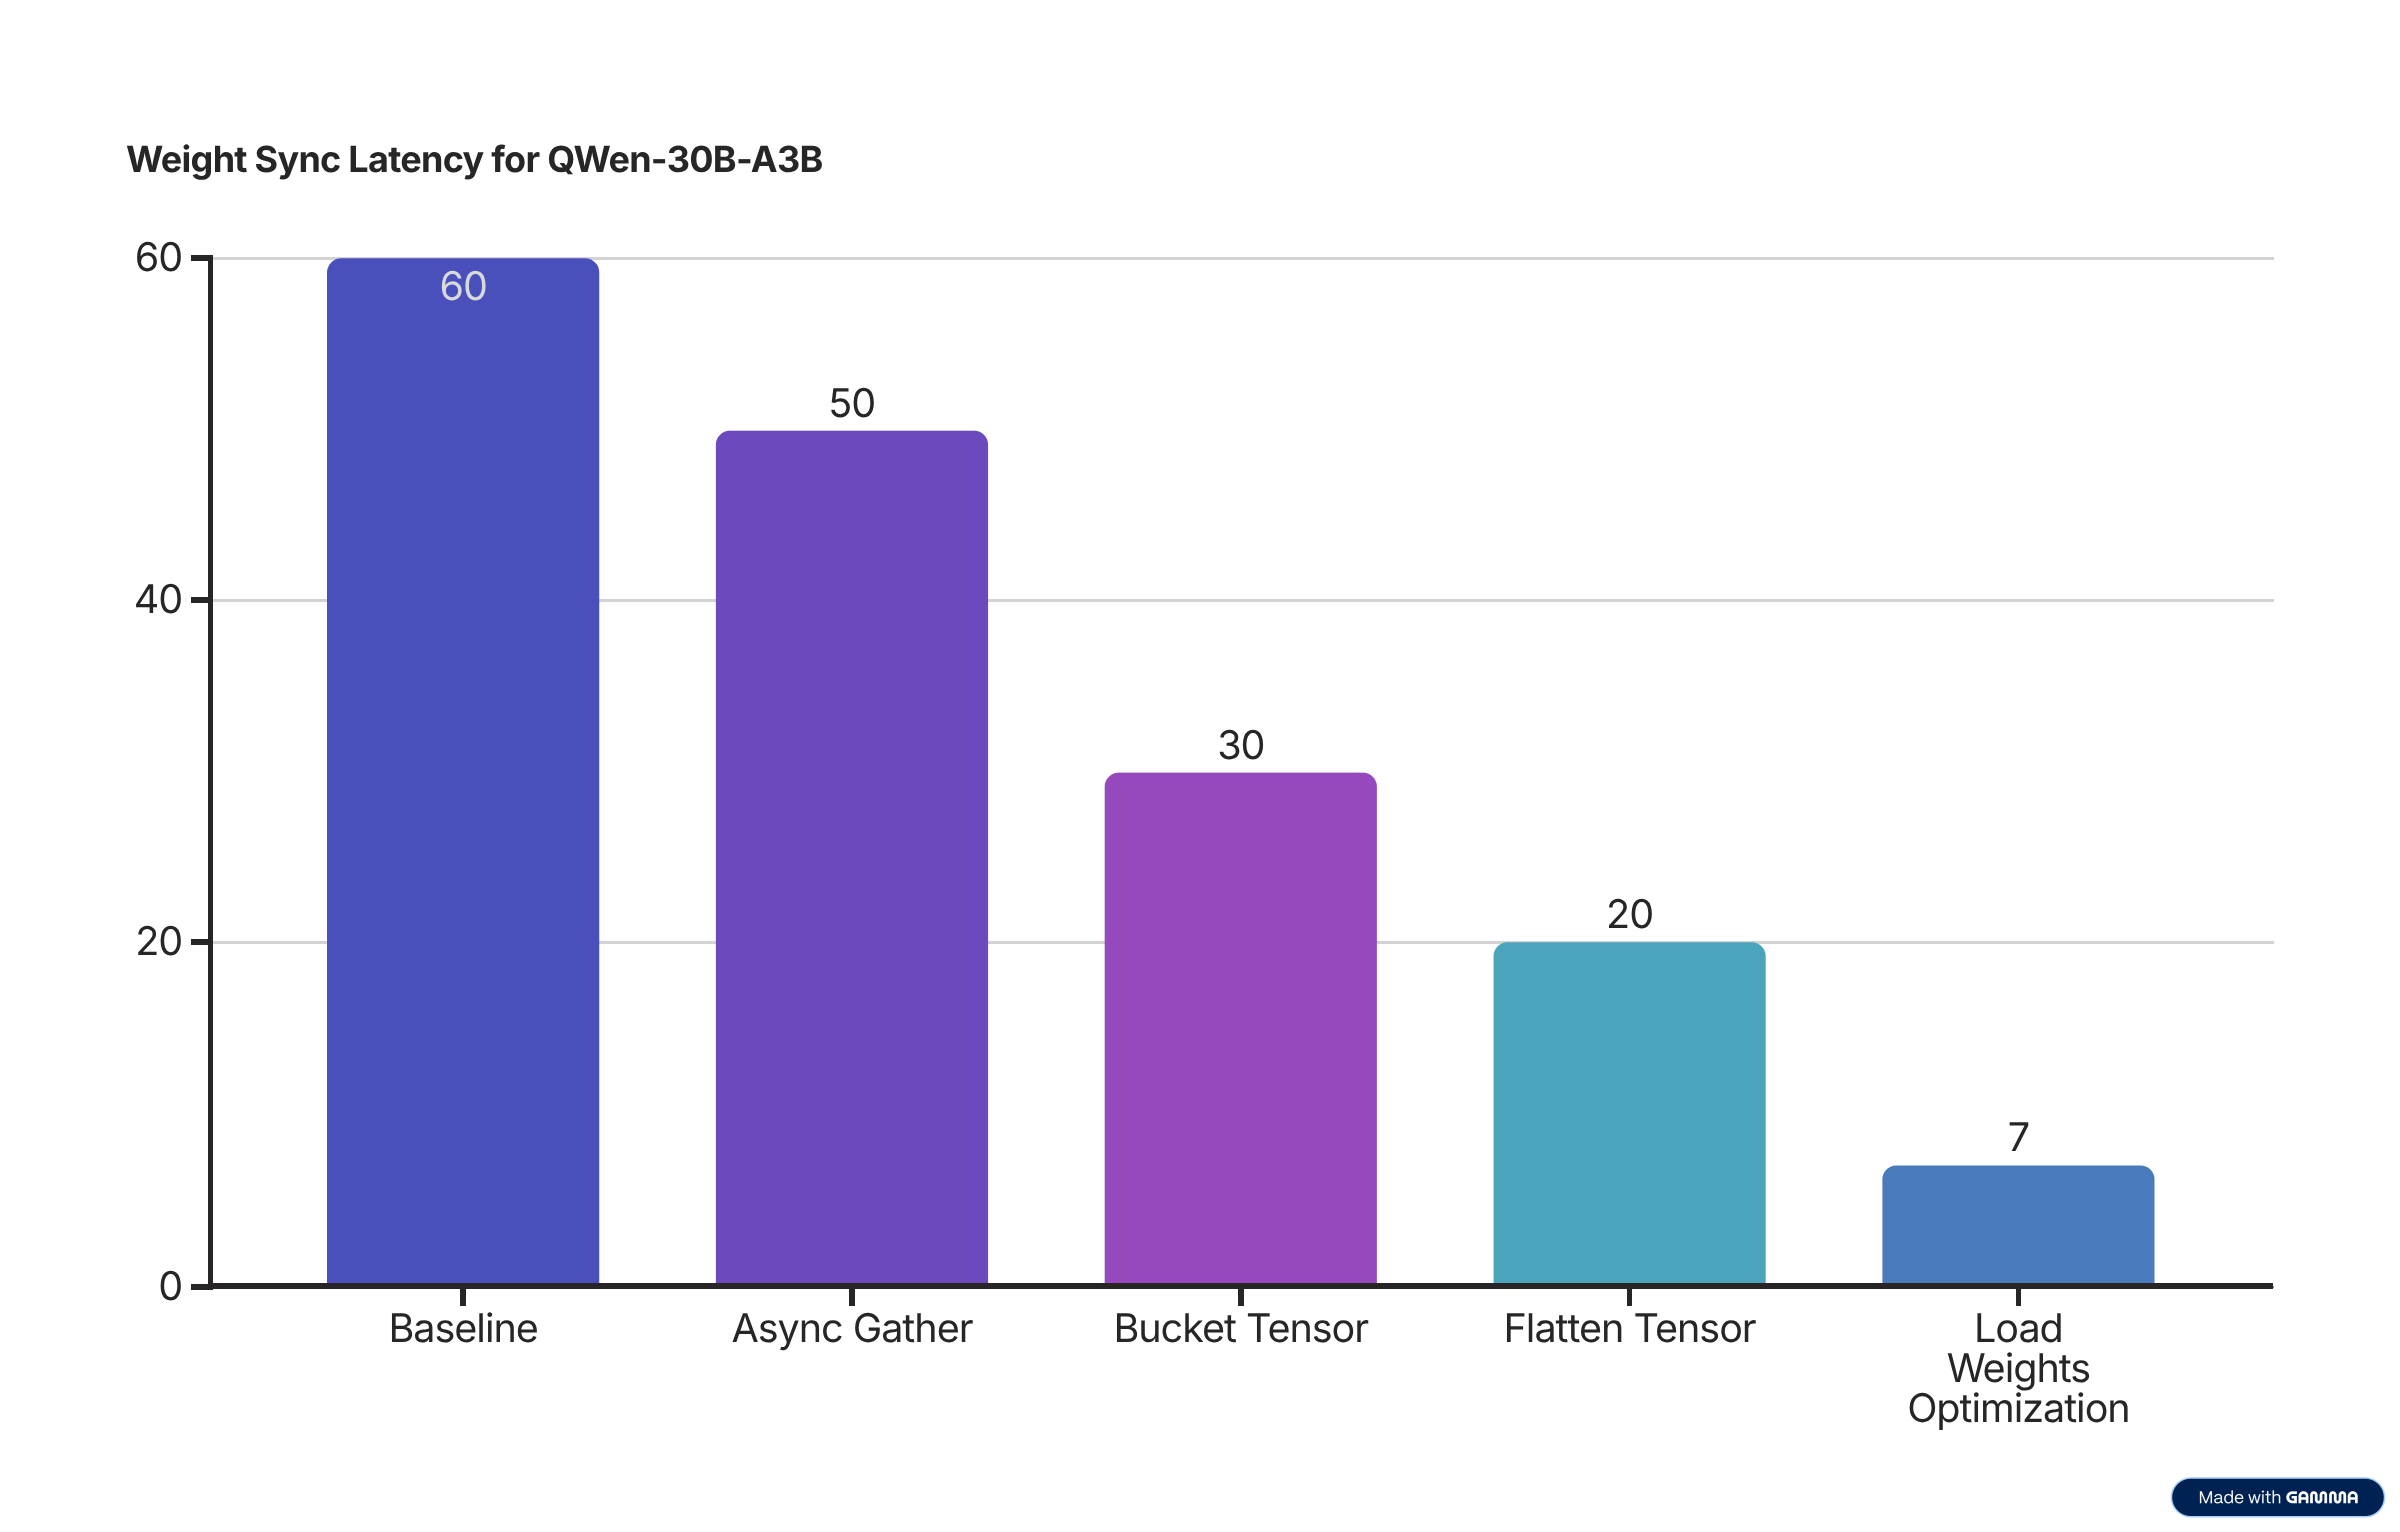 Weight Sync Latency for QWen-30B-A3B
60
60
50
40
30
20
20
7
0
Baseline
Async Gather
Bucket Tensor
Flatten Tensor
Load
Weights
Optimization
Made with GAMMA